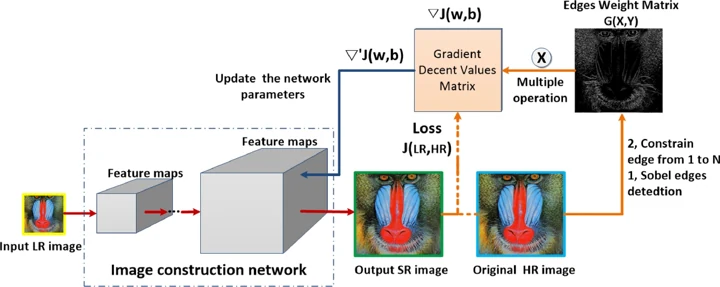 Edges Weight Matrix
G(X,Y)
▽J(w,b)
▽'J(w,b)
Gradient
Decent Values
Matrix
X
Multiple
operation
Update the network
parameters
Loss
J(LR,HR)
2, Constrain
edge from 1 to N
1, Sobel edges
detedtion
Feature maps
Feature maps
Input LR image
Image construction network
Output SR image
Original HR image